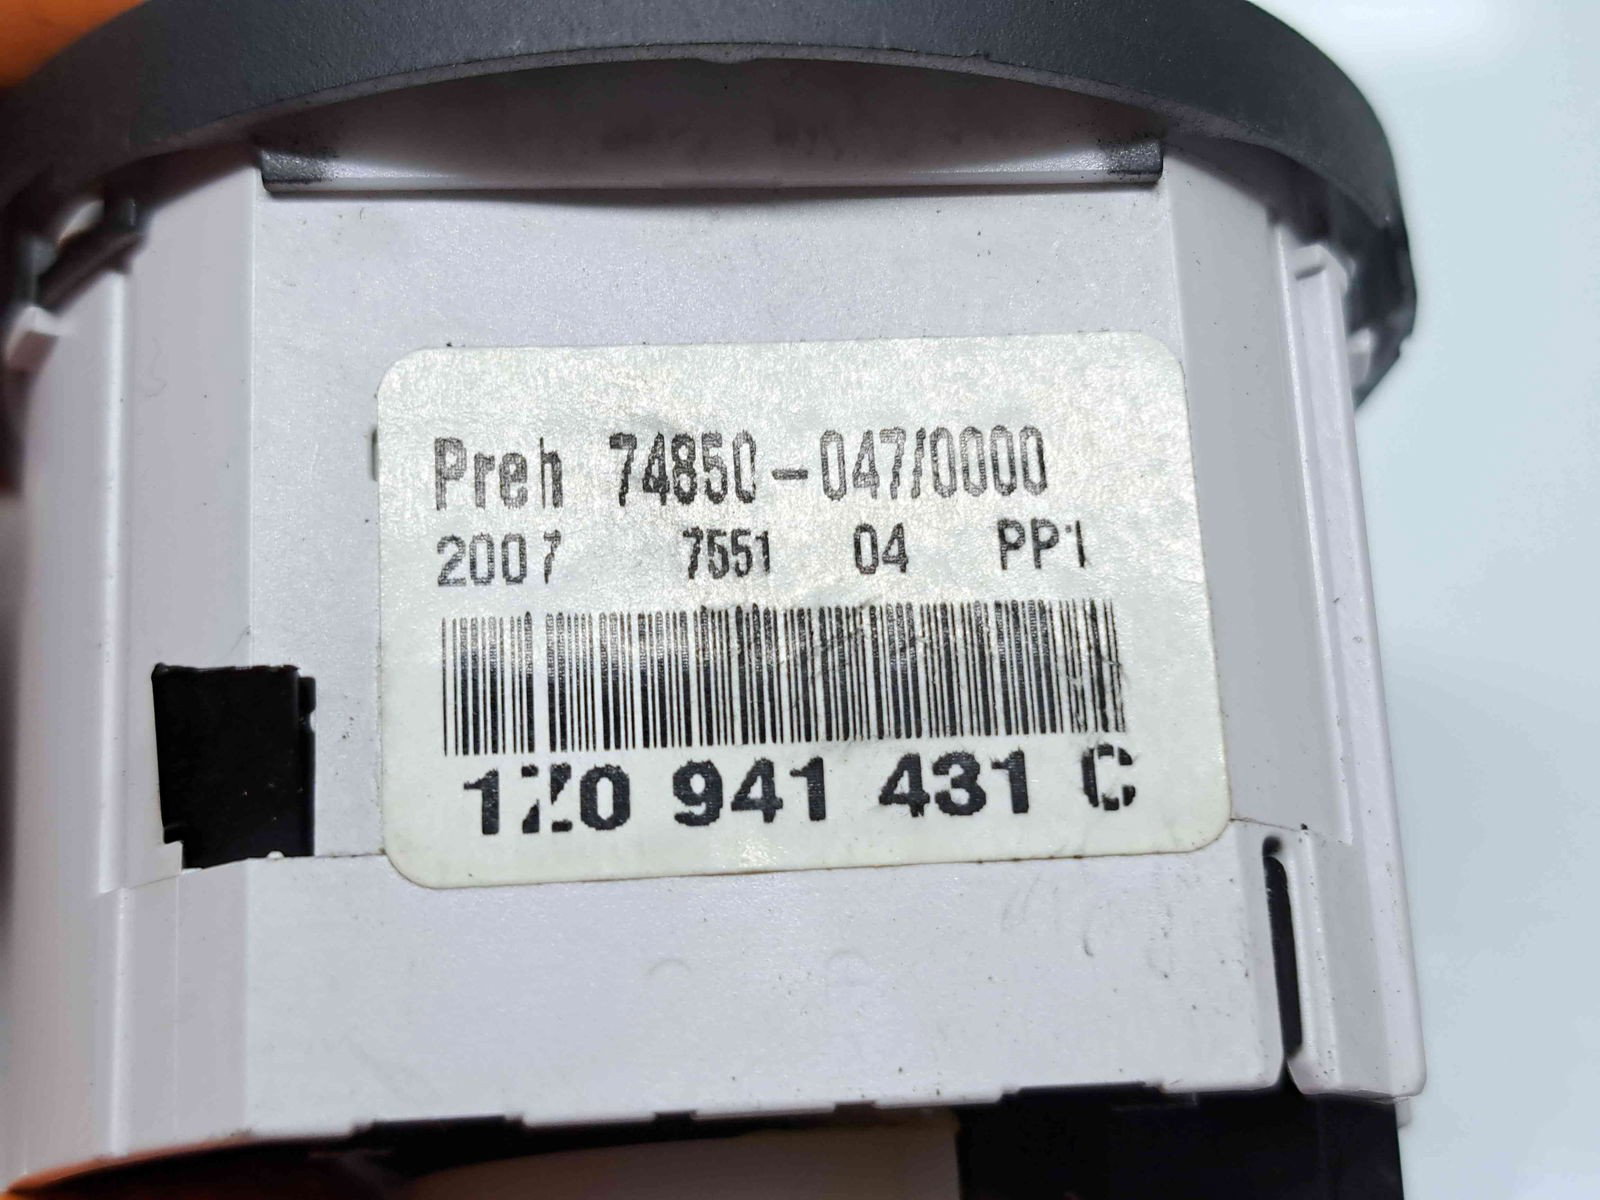 Preh 74850-047/0000
2007 7551 04 PP1
1Z0 941 431 C